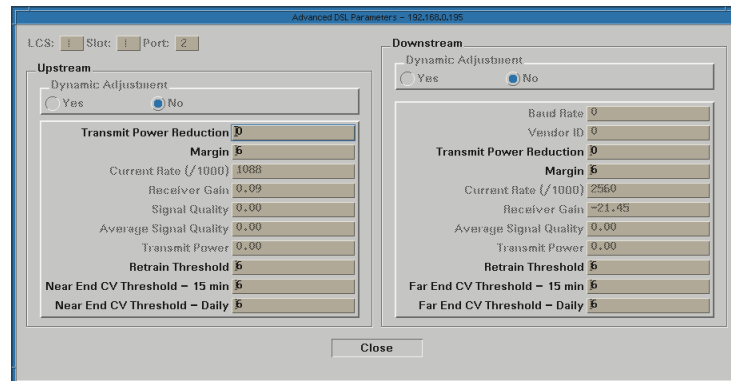 Advanced DSL Parameters – 192.168.0.195
LCS: 1 Slot: 1 Port: 2
Upstream
Dynamic Adjustment
Yes No
Transmit Power Reduction 0
Margin 6
Current Rate (/1000) 1088
Receiver Gain 0.09
Signal Quality 0.00
Average Signal Quality 0.00
Transmit Power 0.00
Retrain Threshold 6
Near End CV Threshold – 15 min 6
Near End CV Threshold – Daily 6
Downstream
Dynamic Adjustment
Yes No
Baud Rate 0
Vendor ID 0
Transmit Power Reduction 0
Margin 6
Current Rate (/1000) 2560
Receiver Gain -21.45
Average Signal Quality 0.00
Transmit Power 0.00
Retrain Threshold 6
Far End CV Threshold – 15 min 6
Far End CV Threshold – Daily 6
Close